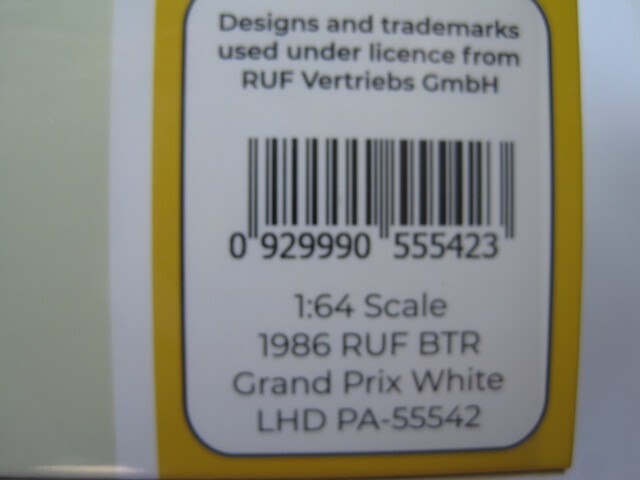 Designs and trademarks
used under licence from
RUF Vertriebs GmbH
0 929990 555423
1:64 Scale
1986 RUF BTR
Grand Prix White
LHD PA-55542